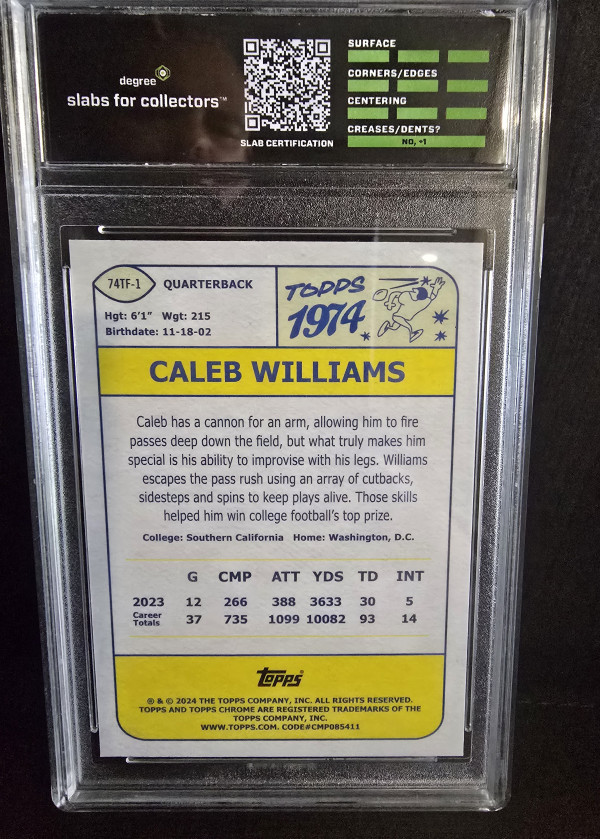 degree
slabs for collectors™
SLAB CERTIFICATION
SURFACE
CORNERS/EDGES
CENTERING
CREASES/DENTS?
NO, +1
74TF-1
QUARTERBACK
Hgt: 6'1" Wgt: 215
Birthdate: 11-18-02
TOPPS
1974
CALEB WILLIAMS
Caleb has a cannon for an arm, allowing him to fire
passes deep down the field, but what truly makes him
special is his ability to improvise with his legs. Williams
escapes the pass rush using an array of cutbacks,
sidesteps and spins to keep plays alive. Those skills
helped him win college football's top prize.
College: Southern California Home: Washington, D.C.
G CMP ATT YDS TD INT
2023 12 266 388 3633 30 5
Career Totals 37 735 1099 10082 93 14
topps
® & © 2024 THE TOPPS COMPANY, INC. ALL RIGHTS RESERVED.
TOPPS AND TOPPS CHROME ARE REGISTERED TRADEMARKS OF THE
TOPPS COMPANY, INC.
WWW.TOPPS.COM. CODE#CMP085411